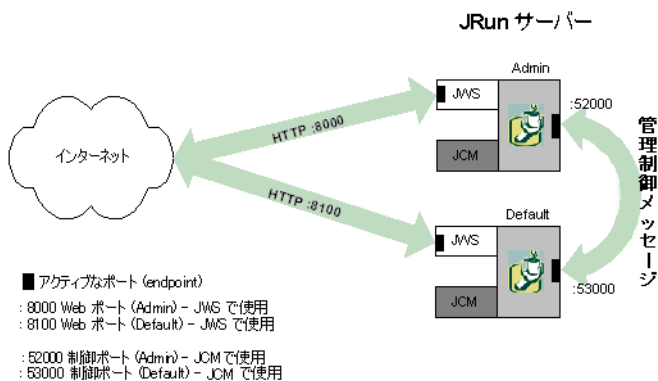 JRun サーバー
Admin
JWS
:52000
JCM
HTTP :8000
インターネット
管理制御メッセージ
HTTP :8100
Default
JWS
:53000
JCM
アクティブなポート (endpoint)
: 8000 Web ポート (Admin) - JWS で使用
: 8100 Web ポート (Default) - JWS で使用
: 52000 制御ポート (Admin) - JCM で使用
: 53000 制御ポート (Default) - JCM で使用